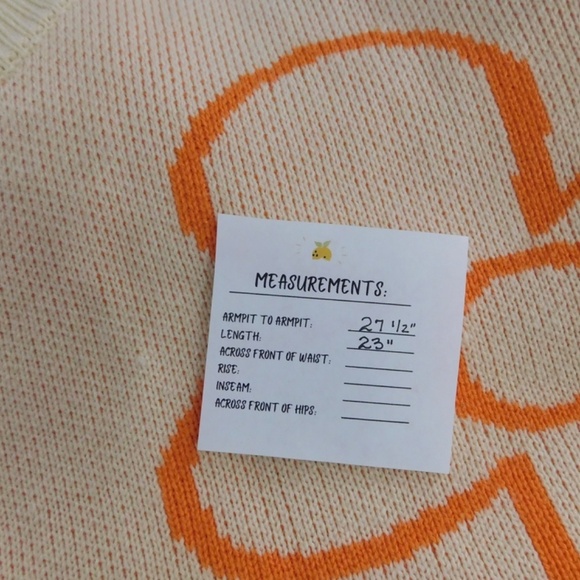 MEASUREMENTS:
ARMPIT TO ARMPIT: 27 1/2"
LENGTH: 23"
ACROSS FRONT OF WAIST:
RISE:
INSEAM:
ACROSS FRONT OF HIPS: